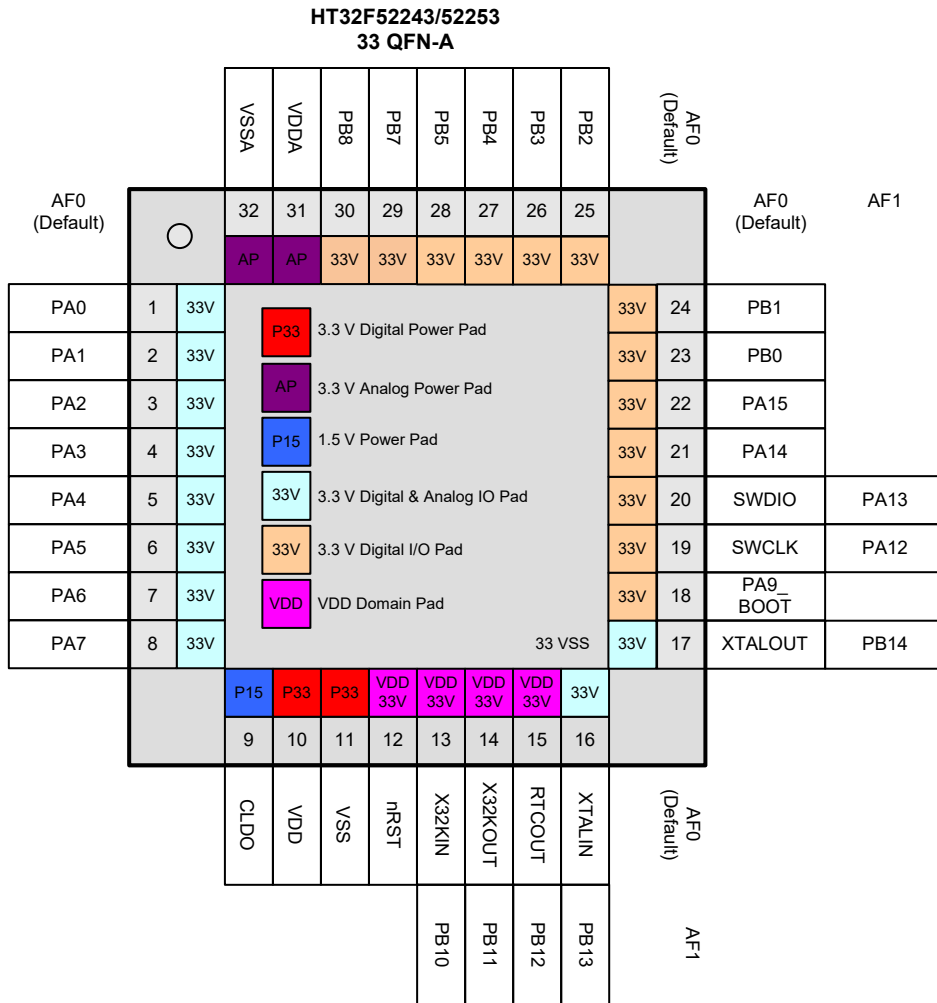 HT32F52243/52253
33 QFN-A
VSSA
VDDA
PB8
PB7
PB5
PB4
PB3
PB2
AF0
(Default)
AF0
(Default)
32 31 30 29 28 27 26 25
AP AP 33V 33V 33V 33V 33V 33V
AF0
(Default)
AF1
PA0 1 33V
PA1 2 33V
PA2 3 33V
PA3 4 33V
PA4 5 33V
PA5 6 33V
PA6 7 33V
PA7 8 33V
P33 3.3 V Digital Power Pad
AP 3.3 V Analog Power Pad
P15 1.5 V Power Pad
33V 3.3 V Digital & Analog IO Pad
33V 3.3 V Digital I/O Pad
VDD VDD Domain Pad
33 VSS
33V 24 PB1
33V 23 PB0
33V 22 PA15
33V 21 PA14
33V 20 SWDIO PA13
33V 19 SWCLK PA12
33V 18 PA9_
BOOT
33V 17 XTALOUT PB14
P15 P33 P33 VDD VDD VDD VDD 33V
33V 33V 33V 33V
9 10 11 12 13 14 15 16
CLDO
VDD
VSS
nRST
X32KIN
X32KOUT
RTCOUT
XTALIN
AF0
(Default)
PB10
PB11
PB12
PB13
AF1